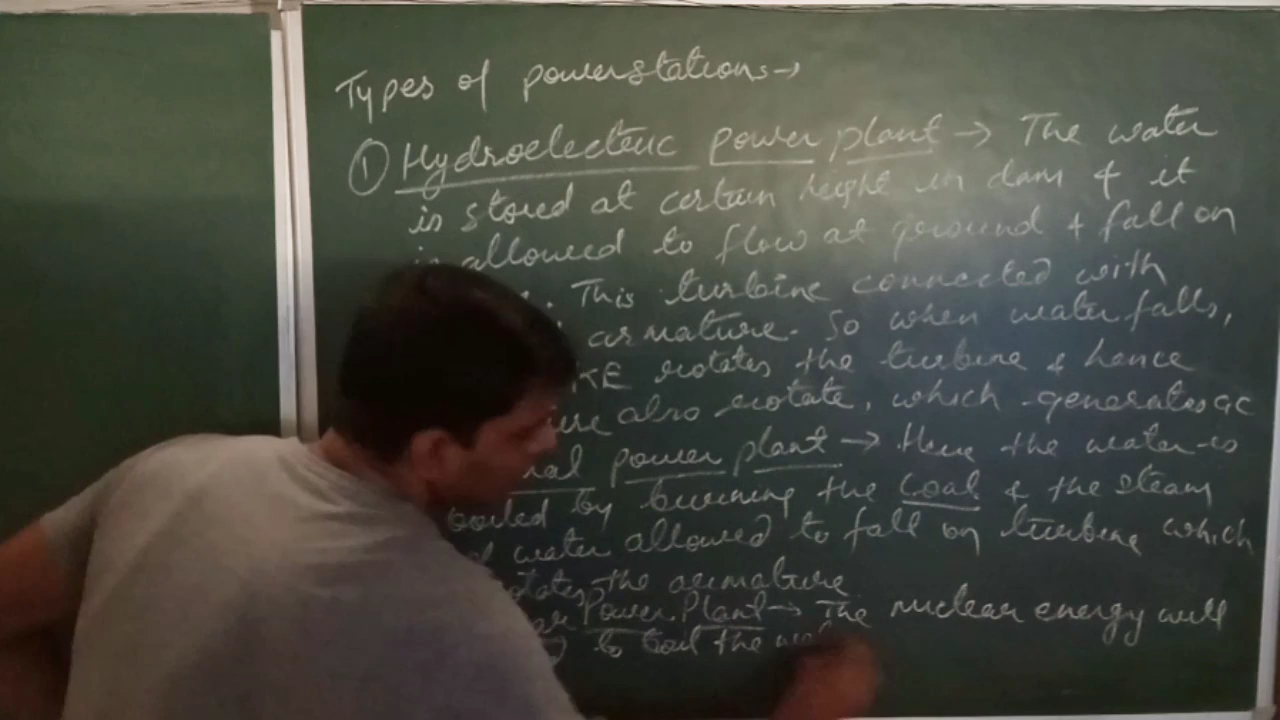 Types of powerstations→
① Hydroelectric power plant → The water
is stored at certain height in dam & it
is allowed to flow at ground & fall on
. This turbine connected with
armature. So when water falls,
KE rotates the turbine & hence
also rotate, which generates ac
power plant → Here the water is
boiled by burning the coal & the steam
of water allowed to fall on turbine which
the armature
Power Plant → The nuclear energy will
to boil the